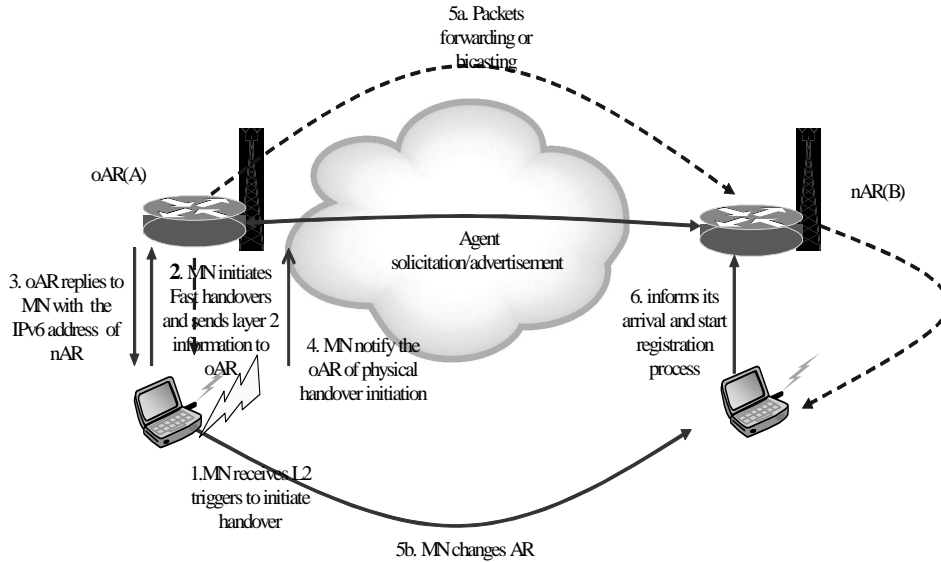 5a. Packets
forwarding or
bicasting
oAR(A)
nAR(B)
Agent
solicitation/advertisement
3. oAR replies to
MN with the
IPv6 address of
nAR
2. MN initiates
Fast handovers
and sends layer 2
information to
oAR
4. MN notify the
oAR of physical
handover initiation
6. informs its
arrival and start
registration
process
1.MN receives L2
triggers to initiate
handover
5b. MN changes AR